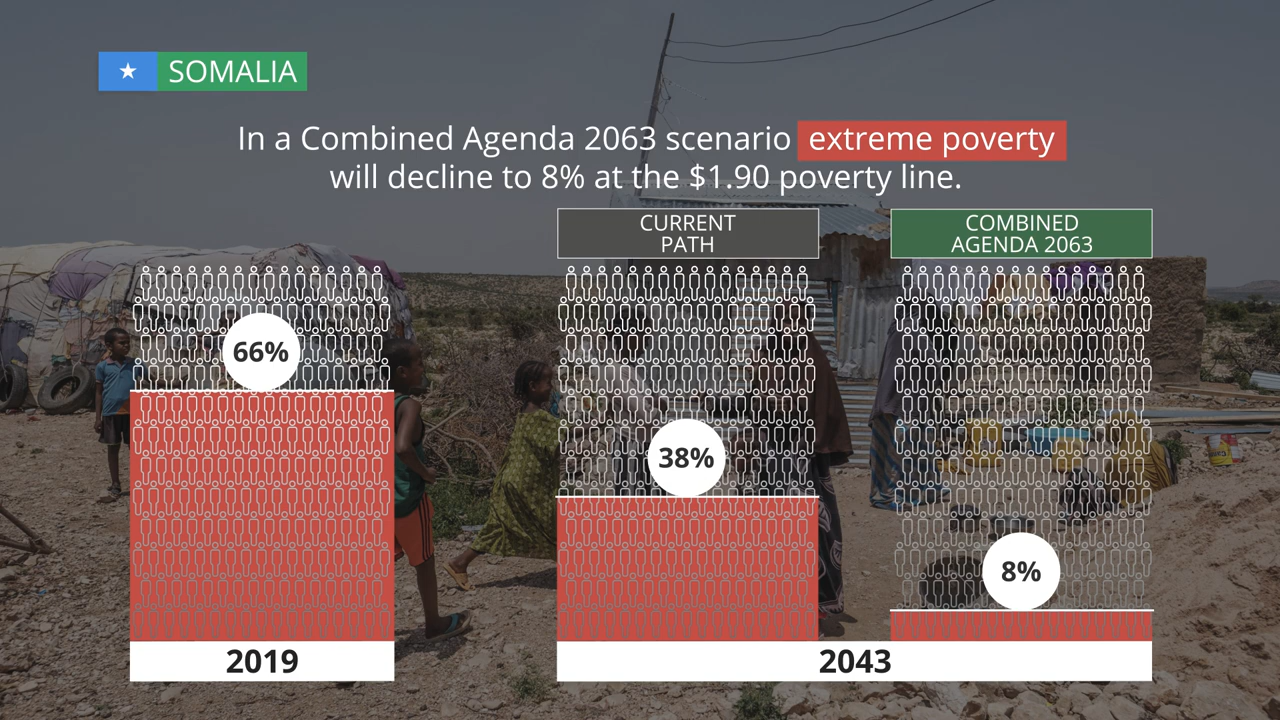 SOMALIA
In a Combined Agenda 2063 scenario extreme poverty
will decline to 8% at the $1.90 poverty line.
CURRENT
PATH
COMBINED
AGENDA 2063
66%
38%
8%
2019
2043